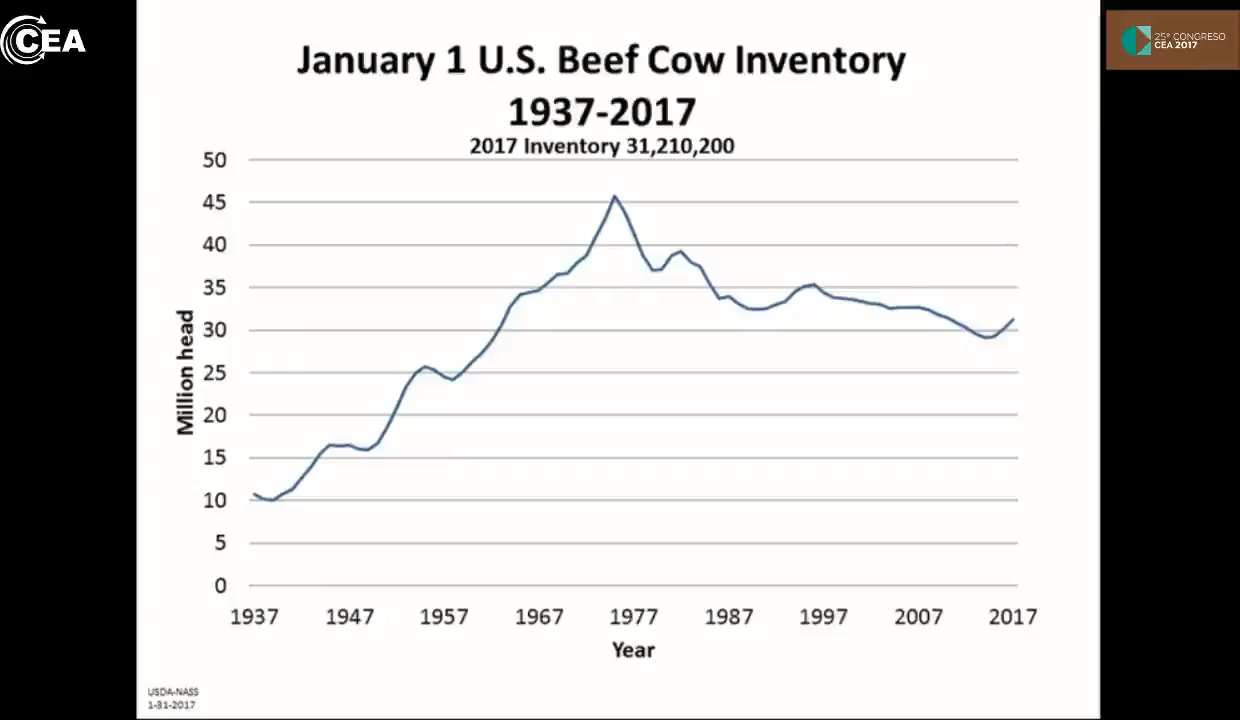 CEA
25º CONGRESO
CEA 2017
January 1 U.S. Beef Cow Inventory
1937-2017
2017 Inventory 31,210,200
50
45
40
35
30
25
20
15
10
5
0
Million head
1937 1947 1957 1967 1977 1987 1997 2007 2017
Year
USDA-NASS
1-31-2017